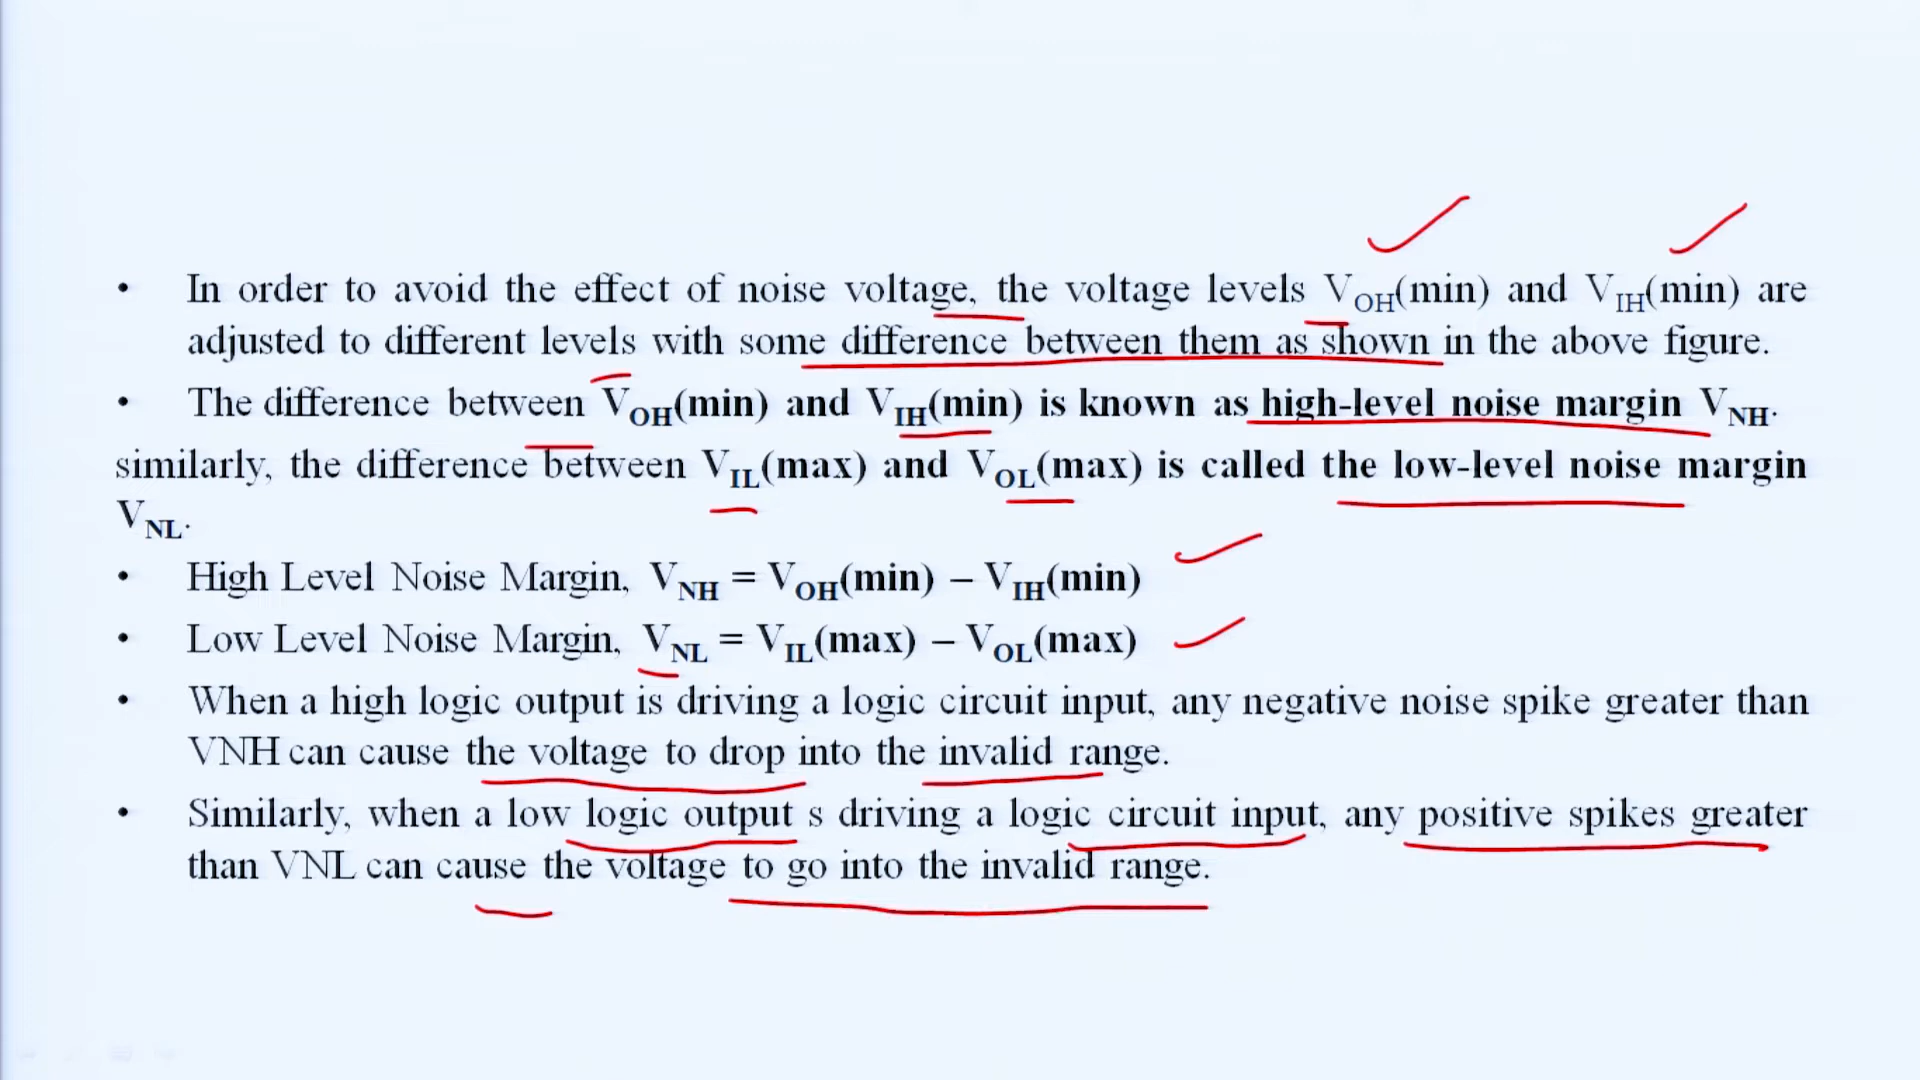 • In order to avoid the effect of noise voltage, the voltage levels VOH(min) and VIH(min) are
adjusted to different levels with some difference between them as shown in the above figure.
• The difference between VOH(min) and VIH(min) is known as high-level noise margin VNH.
similarly, the difference between VIL(max) and VOL(max) is called the low-level noise margin
VNL.
• High Level Noise Margin, VNH = VOH(min) – VIH(min)
• Low Level Noise Margin, VNL = VIL(max) – VOL(max)
• When a high logic output is driving a logic circuit input, any negative noise spike greater than
VNH can cause the voltage to drop into the invalid range.
• Similarly, when a low logic output s driving a logic circuit input, any positive spikes greater
than VNL can cause the voltage to go into the invalid range.